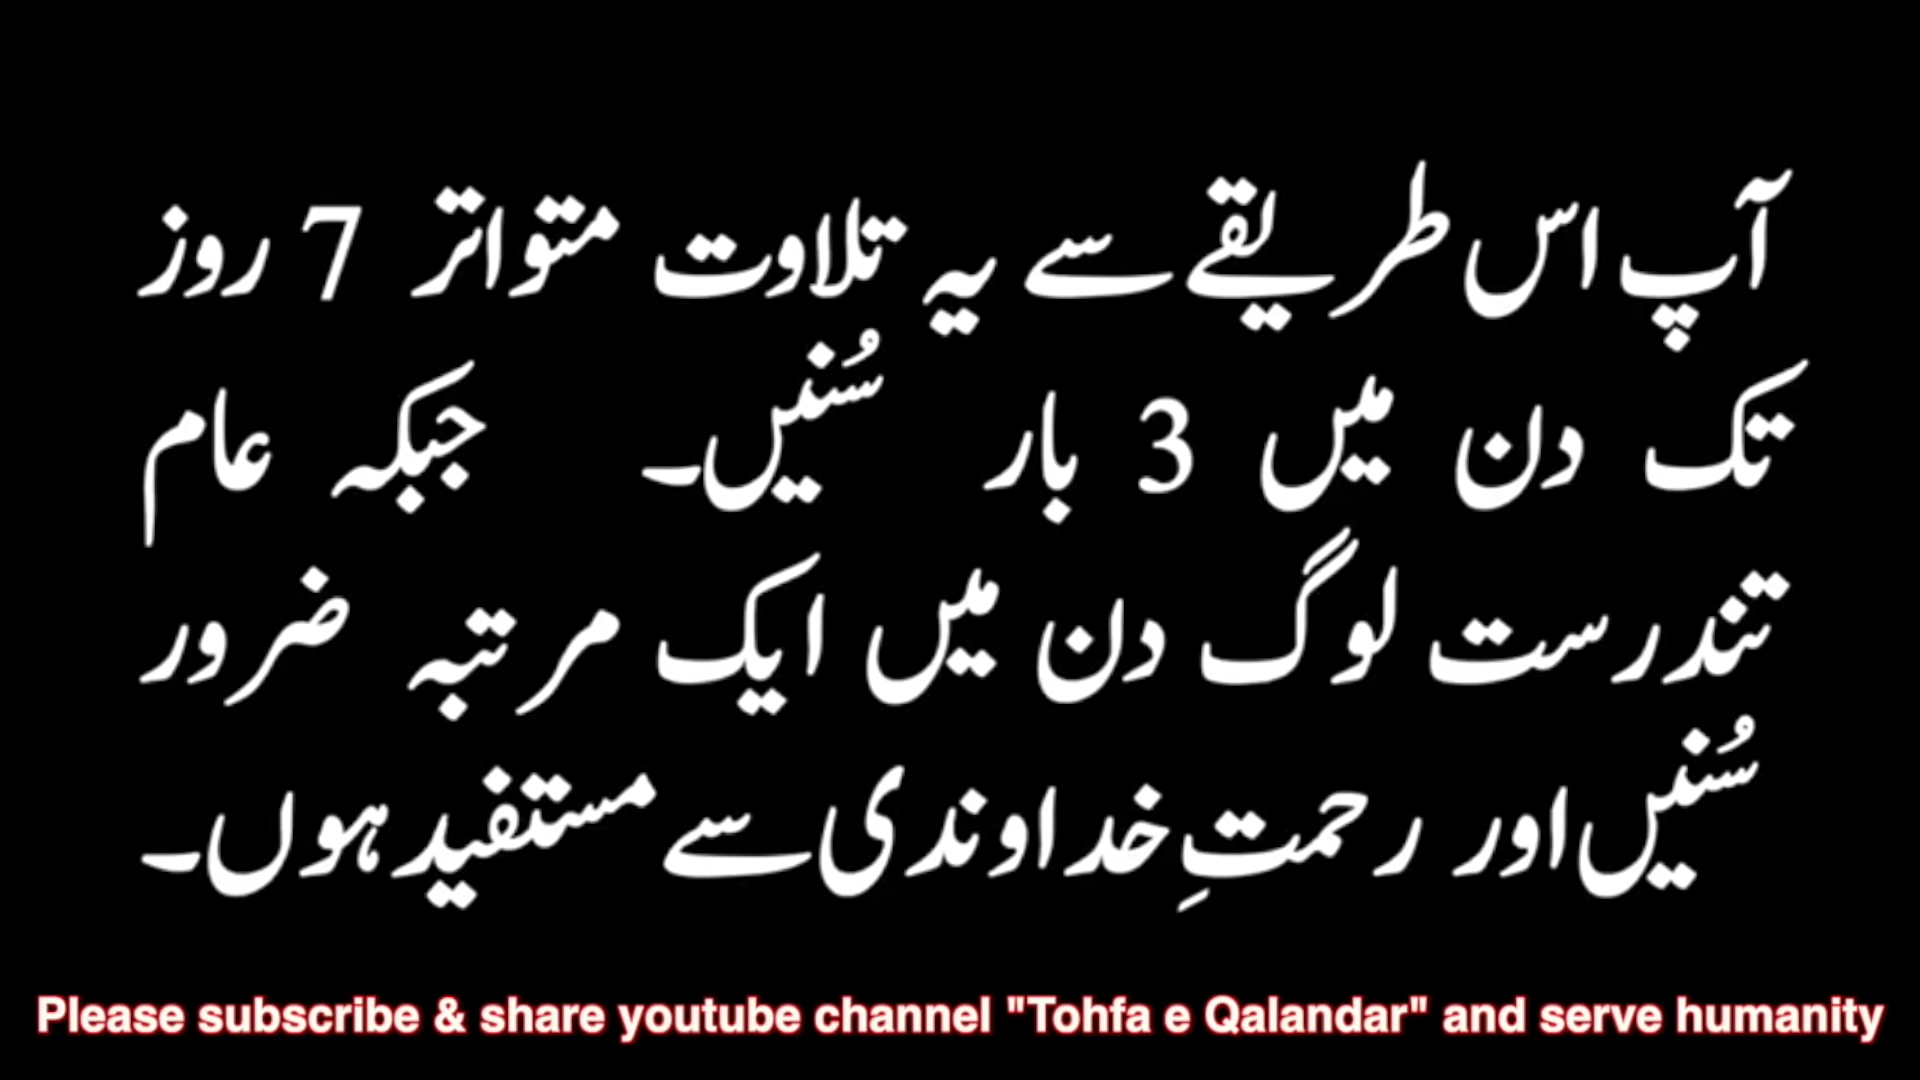 آپ اس طریقے سے یہ تلاوت متواتر 7 روز
تک دن میں 3 بار سُنیں۔ جبکہ عام
تندرست لوگ دن میں ایک مرتبہ ضرور
سُنیں اور رحمتِ خداوندی سے مستفید ہوں۔
Please subscribe & share youtube channel "Tohfa e Qalandar" and serve humanity